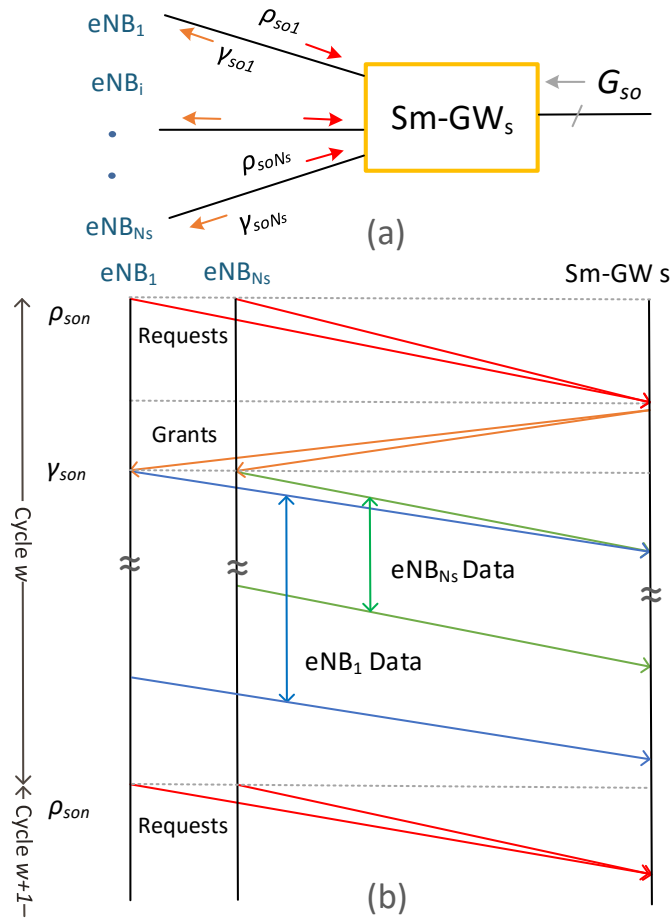 eNB1
ρso1
γso1
eNBi
Gso
Sm-GWs
ρsoNs
γsoNs
eNBNs
(a)
eNB1
eNBNs
Sm-GW s
ρson
Requests
Grants
γson
Cycle w
eNBNs Data
eNB1 Data
ρson
Requests
Cycle w+1
(b)